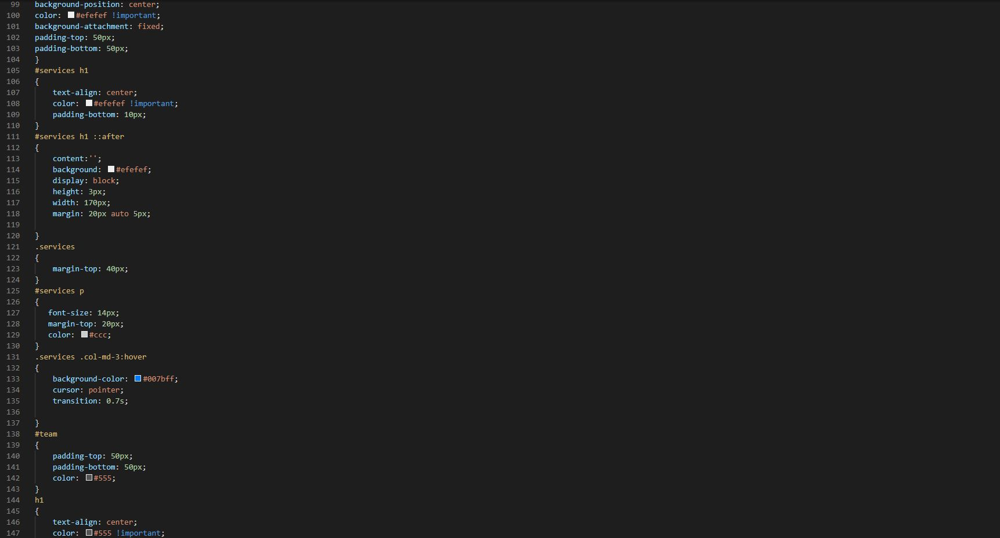 99 background-position: center;
100 color: #efefef !important;
101 background-attachment: fixed;
102 padding-top: 50px;
103 padding-bottom: 50px;
104 }
105 #services h1
106 {
107 text-align: center;
108 color: #efefef !important;
109 padding-bottom: 10px;
110 }
111 #services h1 ::after
112 {
113 content:'';
114 background: #efefef;
115 display: block;
116 height: 3px;
117 width: 170px;
118 margin: 20px auto 5px;
119
120 }
121 .services
122 {
123 margin-top: 40px;
124 }
125 #services p
126 {
127 font-size: 14px;
128 margin-top: 20px;
129 color: #ccc;
130 }
131 .services .col-md-3:hover
132 {
133 background-color: #007bff;
134 cursor: pointer;
135 transition: 0.7s;
136
137 }
138 #team
139 {
140 padding-top: 50px;
141 padding-bottom: 50px;
142 color: #555;
143 }
144 h1
145 {
146 text-align: center;
147 color: #555 !important;